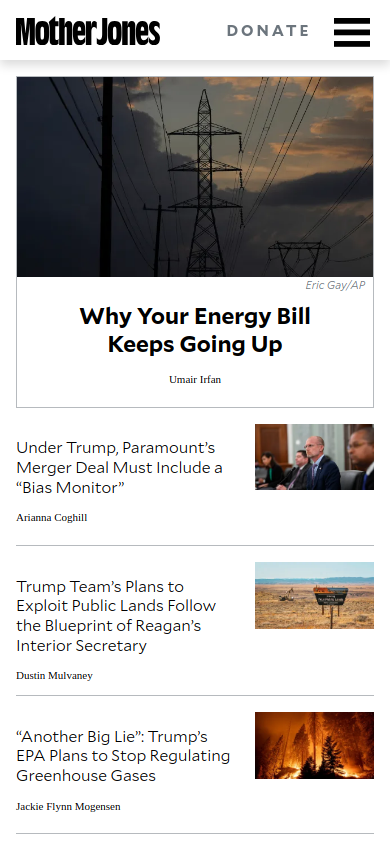 Mother Jones
DONATE
Eric Gay/AP
Why Your Energy Bill
Keeps Going Up
Umair Irfan
Under Trump, Paramount’s
Merger Deal Must Include a
“Bias Monitor”
Arianna Coghill
Trump Team’s Plans to
Exploit Public Lands Follow
the Blueprint of Reagan’s
Interior Secretary
Dustin Mulvaney
“Another Big Lie”: Trump’s
EPA Plans to Stop Regulating
Greenhouse Gases
Jackie Flynn Mogensen